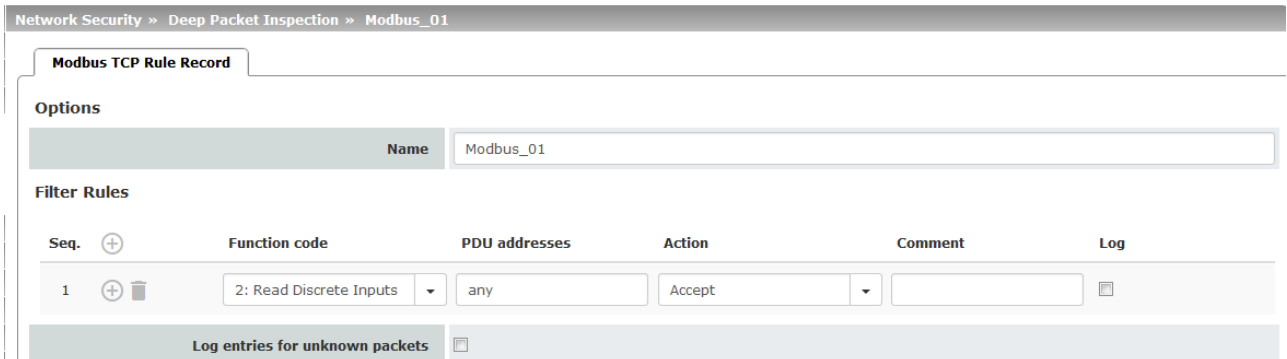 Network Security » Deep Packet Inspection » Modbus_01
Modbus TCP Rule Record
Options
Name Modbus_01
Filter Rules
Seq. Function code PDU addresses Action Comment Log
1 2: Read Discrete Inputs any Accept
Log entries for unknown packets